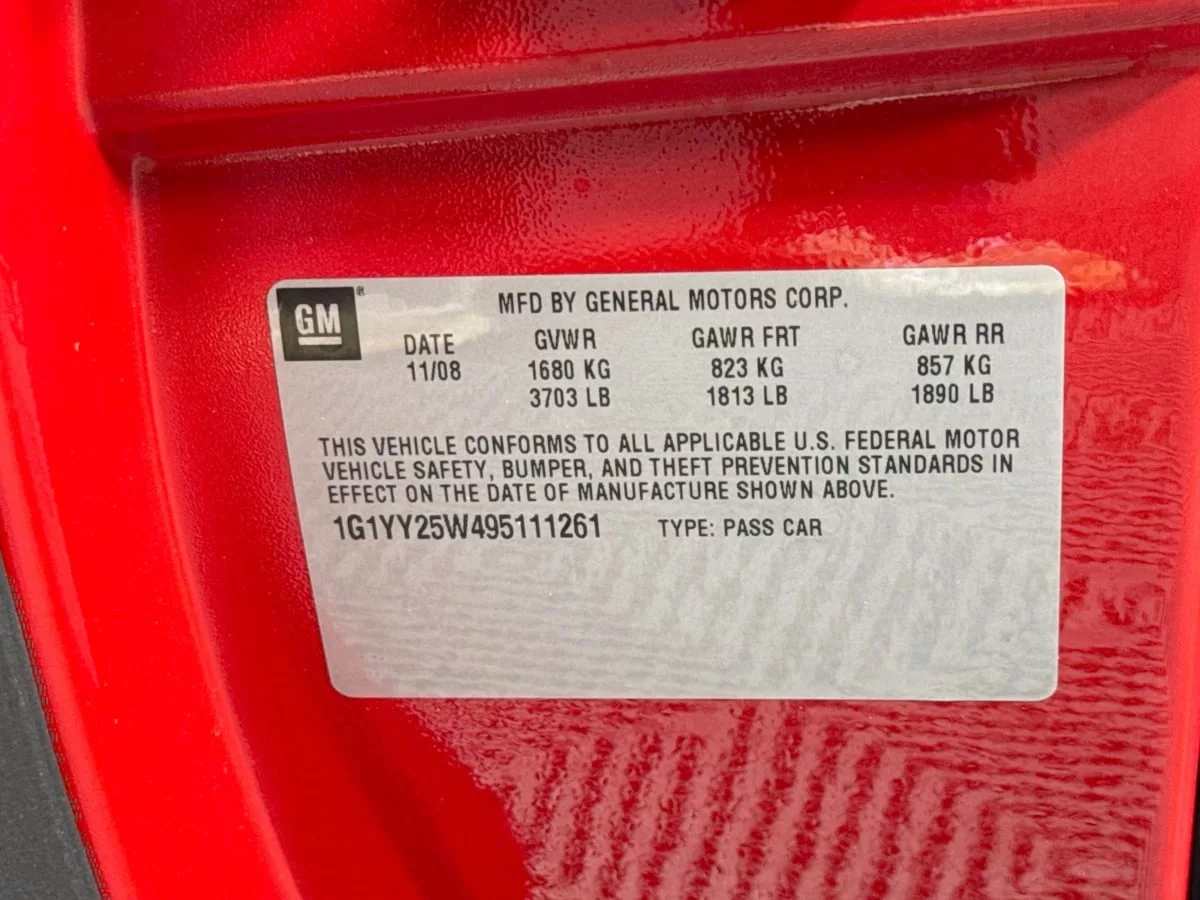 GM®
MFD BY GENERAL MOTORS CORP.
DATE GVWR GAWR FRT GAWR RR
11/08 1680 KG 823 KG 857 KG
3703 LB 1813 LB 1890 LB
THIS VEHICLE CONFORMS TO ALL APPLICABLE U.S. FEDERAL MOTOR
VEHICLE SAFETY, BUMPER, AND THEFT PREVENTION STANDARDS IN
EFFECT ON THE DATE OF MANUFACTURE SHOWN ABOVE.
1G1YY25W495111261 TYPE: PASS CAR